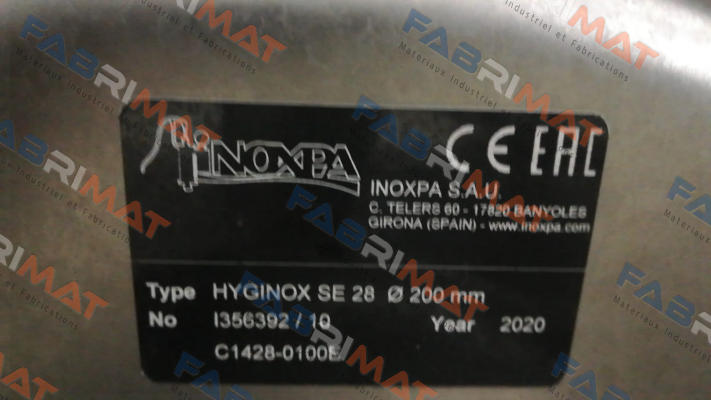 INOXPA
CE EAC
INOXPA S.A.U.
C. TELERS 60 - 17820 BANYOLES
GIRONA (SPAIN) - www.inoxpa.com
Type HYGINOX SE 28 Ø 200 mm
No I356392 / 10 Year 2020
C1428-0100E
FABRIMAT
Materiaux Industriel et Fabrications